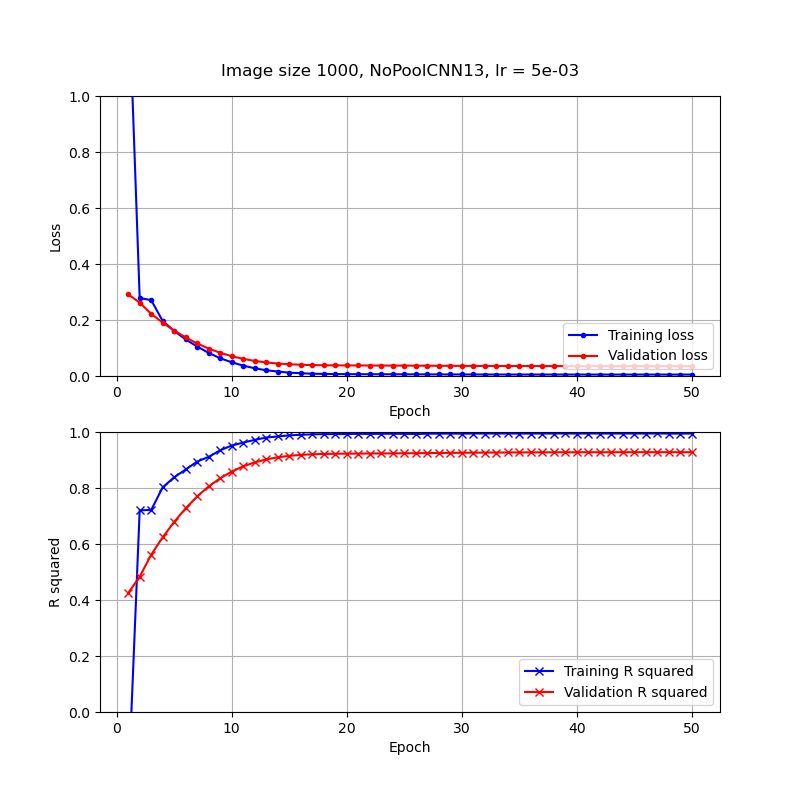 Image size 1000, NoPoolCNN13, lr = 5e-03
1.0
0.8
0.6
0.4
0.2
0.0
Loss
Training loss
Validation loss
0 10 20 30 40 50
Epoch
1.0
0.8
0.6
0.4
0.2
0.0
R squared
Training R squared
Validation R squared
0 10 20 30 40 50
Epoch